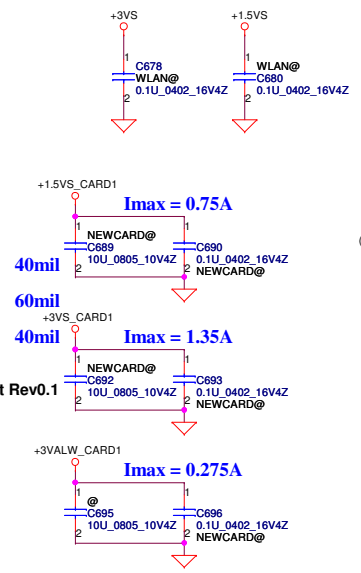 +3VS
+1.5VS
1
C678
WLAN@
0.1U_0402_16V4Z
2
1
WLAN@
C680
0.1U_0402_16V4Z
2
+1.5VS_CARD1
Imax = 0.75A
1
NEWCARD@
C689
10U_0805_10V4Z
2
1
C690
0.1U_0402_16V4Z
2
NEWCARD@
40mil
60mil
+3VS_CARD1
40mil
Imax = 1.35A
1
NEWCARD@
C692
10U_0805_10V4Z
2
1
C693
0.1U_0402_16V4Z
2
NEWCARD@
t Rev0.1
+3VALW_CARD1
Imax = 0.275A
1
@
C695
10U_0805_10V4Z
2
1
C696
0.1U_0402_16V4Z
2
NEWCARD@